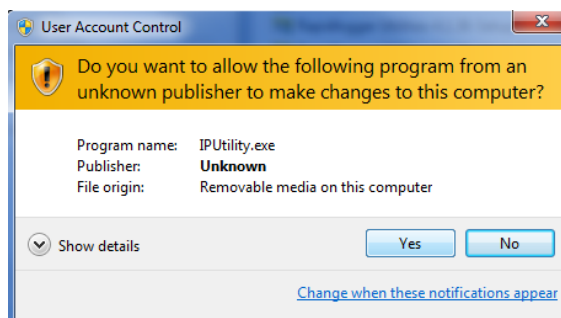 User Account Control
Do you want to allow the following program from an
unknown publisher to make changes to this computer?
Program name: IPUtility.exe
Publisher: Unknown
File origin: Removable media on this computer
Show details
Yes No
Change when these notifications appear